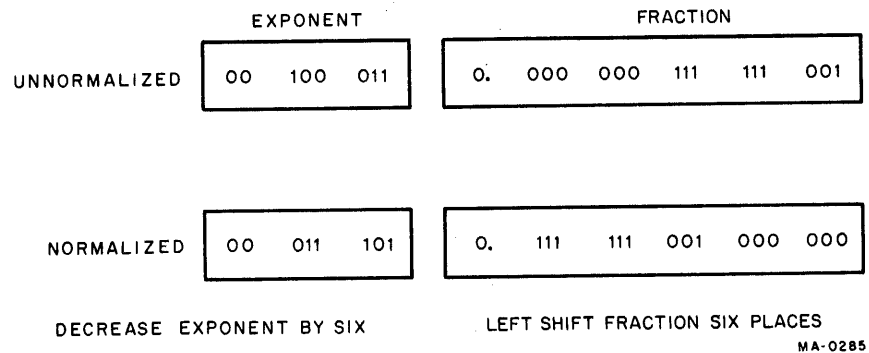 EXPONENT FRACTION
UNNORMALIZED 00 100 011 0. 000 000 111 111 001
NORMALIZED 00 011 101 0. 111 111 001 000 000
DECREASE EXPONENT BY SIX LEFT SHIFT FRACTION SIX PLACES
MA-0285